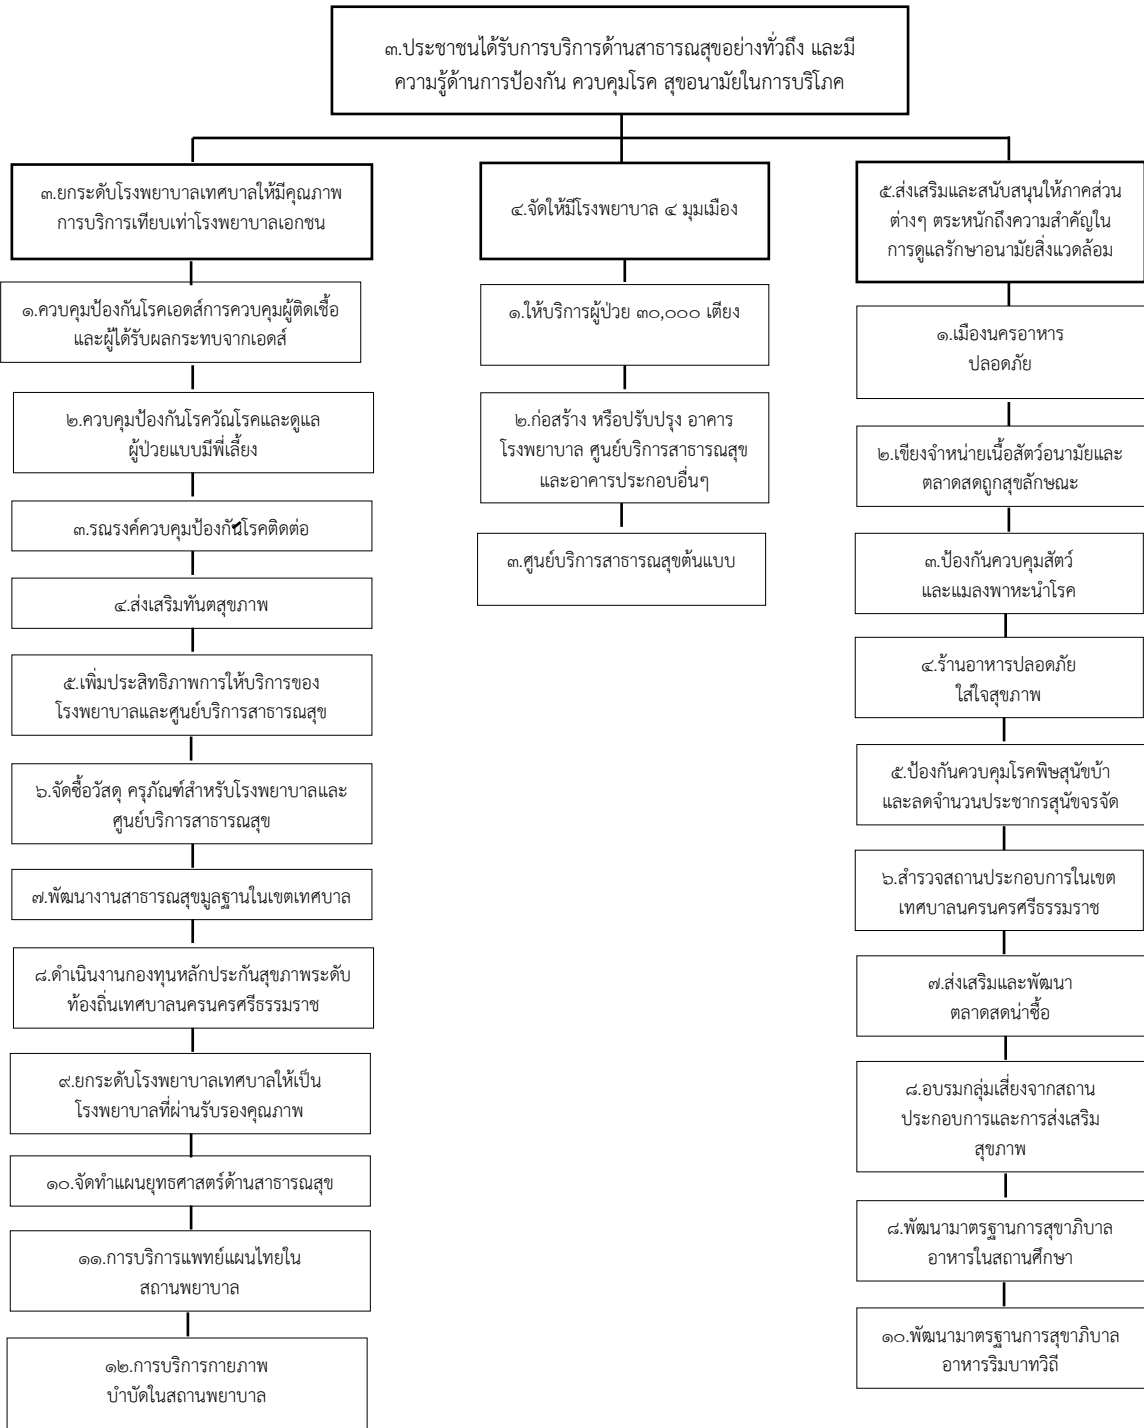 ๓.ประชาชนได้รับการบริการด้านสาธารณสุขอย่างทั่วถึง และมี
ความรู้ด้านการป้องกัน ควบคุมโรค สุขอนามัยในการบริโภค
๓.ยกระดับโรงพยาบาลเทศบาลให้มีคุณภาพ
การบริการเทียบเท่าโรงพยาบาลเอกชน
๑.ควบคุมป้องกันโรคเอดส์การควบคุมผู้ติดเชื้อ
และผู้ได้รับผลกระทบจากเอดส์
๒.ควบคุมป้องกันโรควัณโรคและดูแล
ผู้ป่วยแบบมีพี่เลี้ยง
๓.รณรงค์ควบคุมป้องกันโรคติดต่อ
๔.ส่งเสริมทันตสุขภาพ
๕.เพิ่มประสิทธิภาพการให้บริการของ
โรงพยาบาลและศูนย์บริการสาธารณสุข
๖.จัดซื้อวัสดุ ครุภัณฑ์สำหรับโรงพยาบาลและ
ศูนย์บริการสาธารณสุข
๗.พัฒนางานสาธารณสุขมูลฐานในเขตเทศบาล
๘.ดำเนินงานกองทุนหลักประกันสุขภาพระดับ
ท้องถิ่นเทศบาลนครนครศรีธรรมราช
๙.ยกระดับโรงพยาบาลเทศบาลให้เป็น
โรงพยาบาลที่ผ่านรับรองคุณภาพ
๑๐.จัดทำแผนยุทธศาสตร์ด้านสาธารณสุข
๑๑.การบริการแพทย์แผนไทยใน
สถานพยาบาล
๑๒.การบริการกายภาพ
บำบัดในสถานพยาบาล
๔.จัดให้มีโรงพยาบาล ๔ มุมเมือง
๑.ให้บริการผู้ป่วย ๓๐,๐๐๐ เตียง
๒.ก่อสร้าง หรือปรับปรุง อาคาร
โรงพยาบาล ศูนย์บริการสาธารณสุข
และอาคารประกอบอื่นๆ
๓.ศูนย์บริการสาธารณสุขต้นแบบ
๕.ส่งเสริมและสนับสนุนให้ภาคส่วน
ต่างๆ ตระหนักถึงความสำคัญใน
การดูแลรักษาอนามัยสิ่งแวดล้อม
๑.เมืองนครอาหาร
ปลอดภัย
๒.เขียงจำหน่ายเนื้อสัตว์อนามัยและ
ตลาดสดถูกสุขลักษณะ
๓.ป้องกันควบคุมสัตว์
และแมลงพาหะนำโรค
๔.ร้านอาหารปลอดภัย
ใส่ใจสุขภาพ
๕.ป้องกันควบคุมโรคพิษสุนัขบ้า
และลดจำนวนประชากรสุนัขจรจัด
๖.สำรวจสถานประกอบการในเขต
เทศบาลนครนครศรีธรรมราช
๗.ส่งเสริมและพัฒนา
ตลาดสดน่าซื้อ
๘.อบรมกลุ่มเสี่ยงจากสถาน
ประกอบการและการส่งเสริม
สุขภาพ
๘.พัฒนามาตรฐานการสุขาภิบาล
อาหารในสถานศึกษา
๑๐.พัฒนามาตรฐานการสุขาภิบาล
อาหารริมบาทวิถี